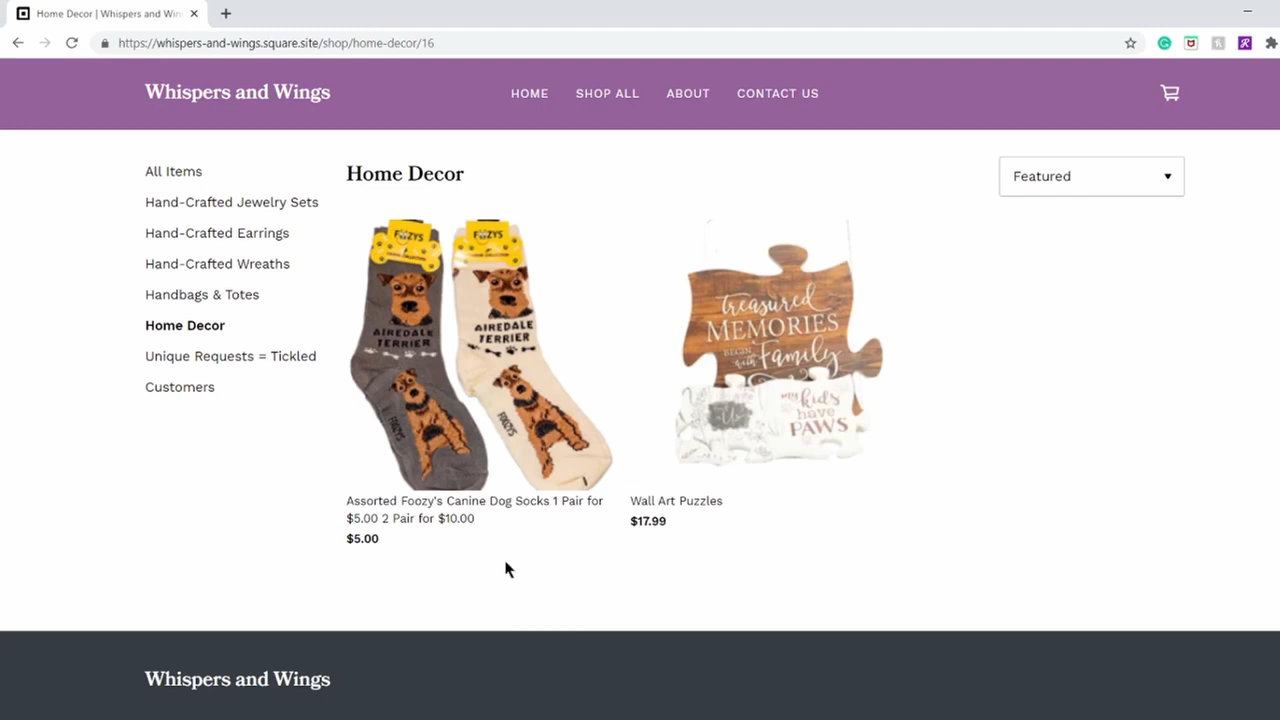 Home Decor | Whispers and Win
https://whispers-and-wings.square.site/shop/home-decor/16
Whispers and Wings
HOME
SHOP ALL
ABOUT
CONTACT US
All Items
Hand-Crafted Jewelry Sets
Hand-Crafted Earrings
Hand-Crafted Wreaths
Handbags & Totes
Home Decor
Unique Requests = Tickled
Customers
Home Decor
Featured
FOOZYS
FOOZYS
AIREDALE
TERRIER
AIREDALE
TERRIER
FOOZYS
FOOZYS
Assorted Foozy's Canine Dog Socks 1 Pair for
$5.00 2 Pair for $10.00
$5.00
treasured
MEMORIES
BEGIN
with Family
my kids
have
PAWS
Wall Art Puzzles
$17.99
Whispers and Wings